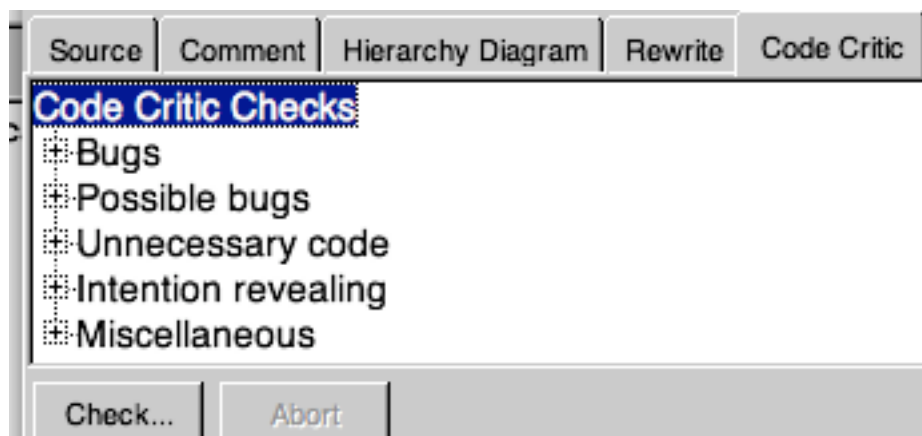 Source Comment Hierarchy Diagram Rewrite Code Critic
Code Critic Checks
Bugs
Possible bugs
Unnecessary code
Intention revealing
Miscellaneous
Check... Abort